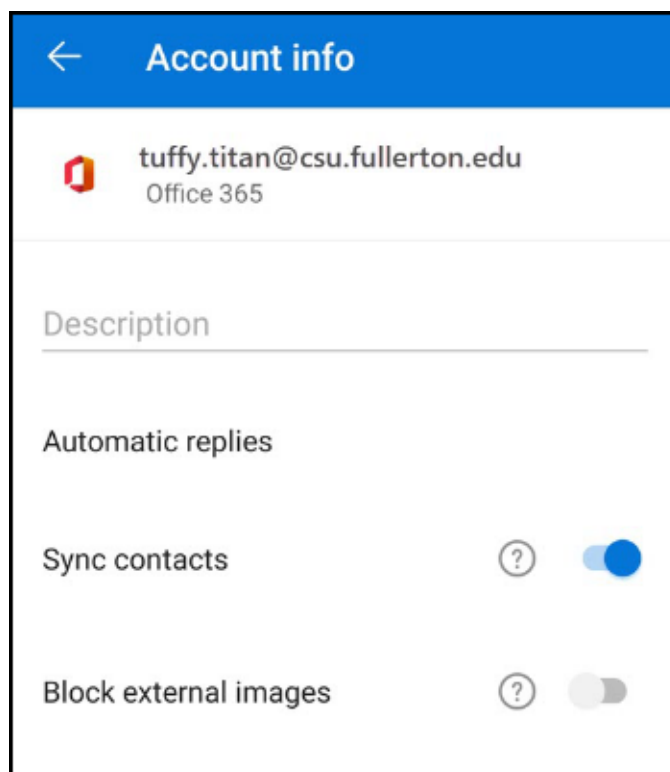 Account info
tuffy.titan@csu.fullerton.edu
Office 365
Description
Automatic replies
Sync contacts ?
Block external images ?